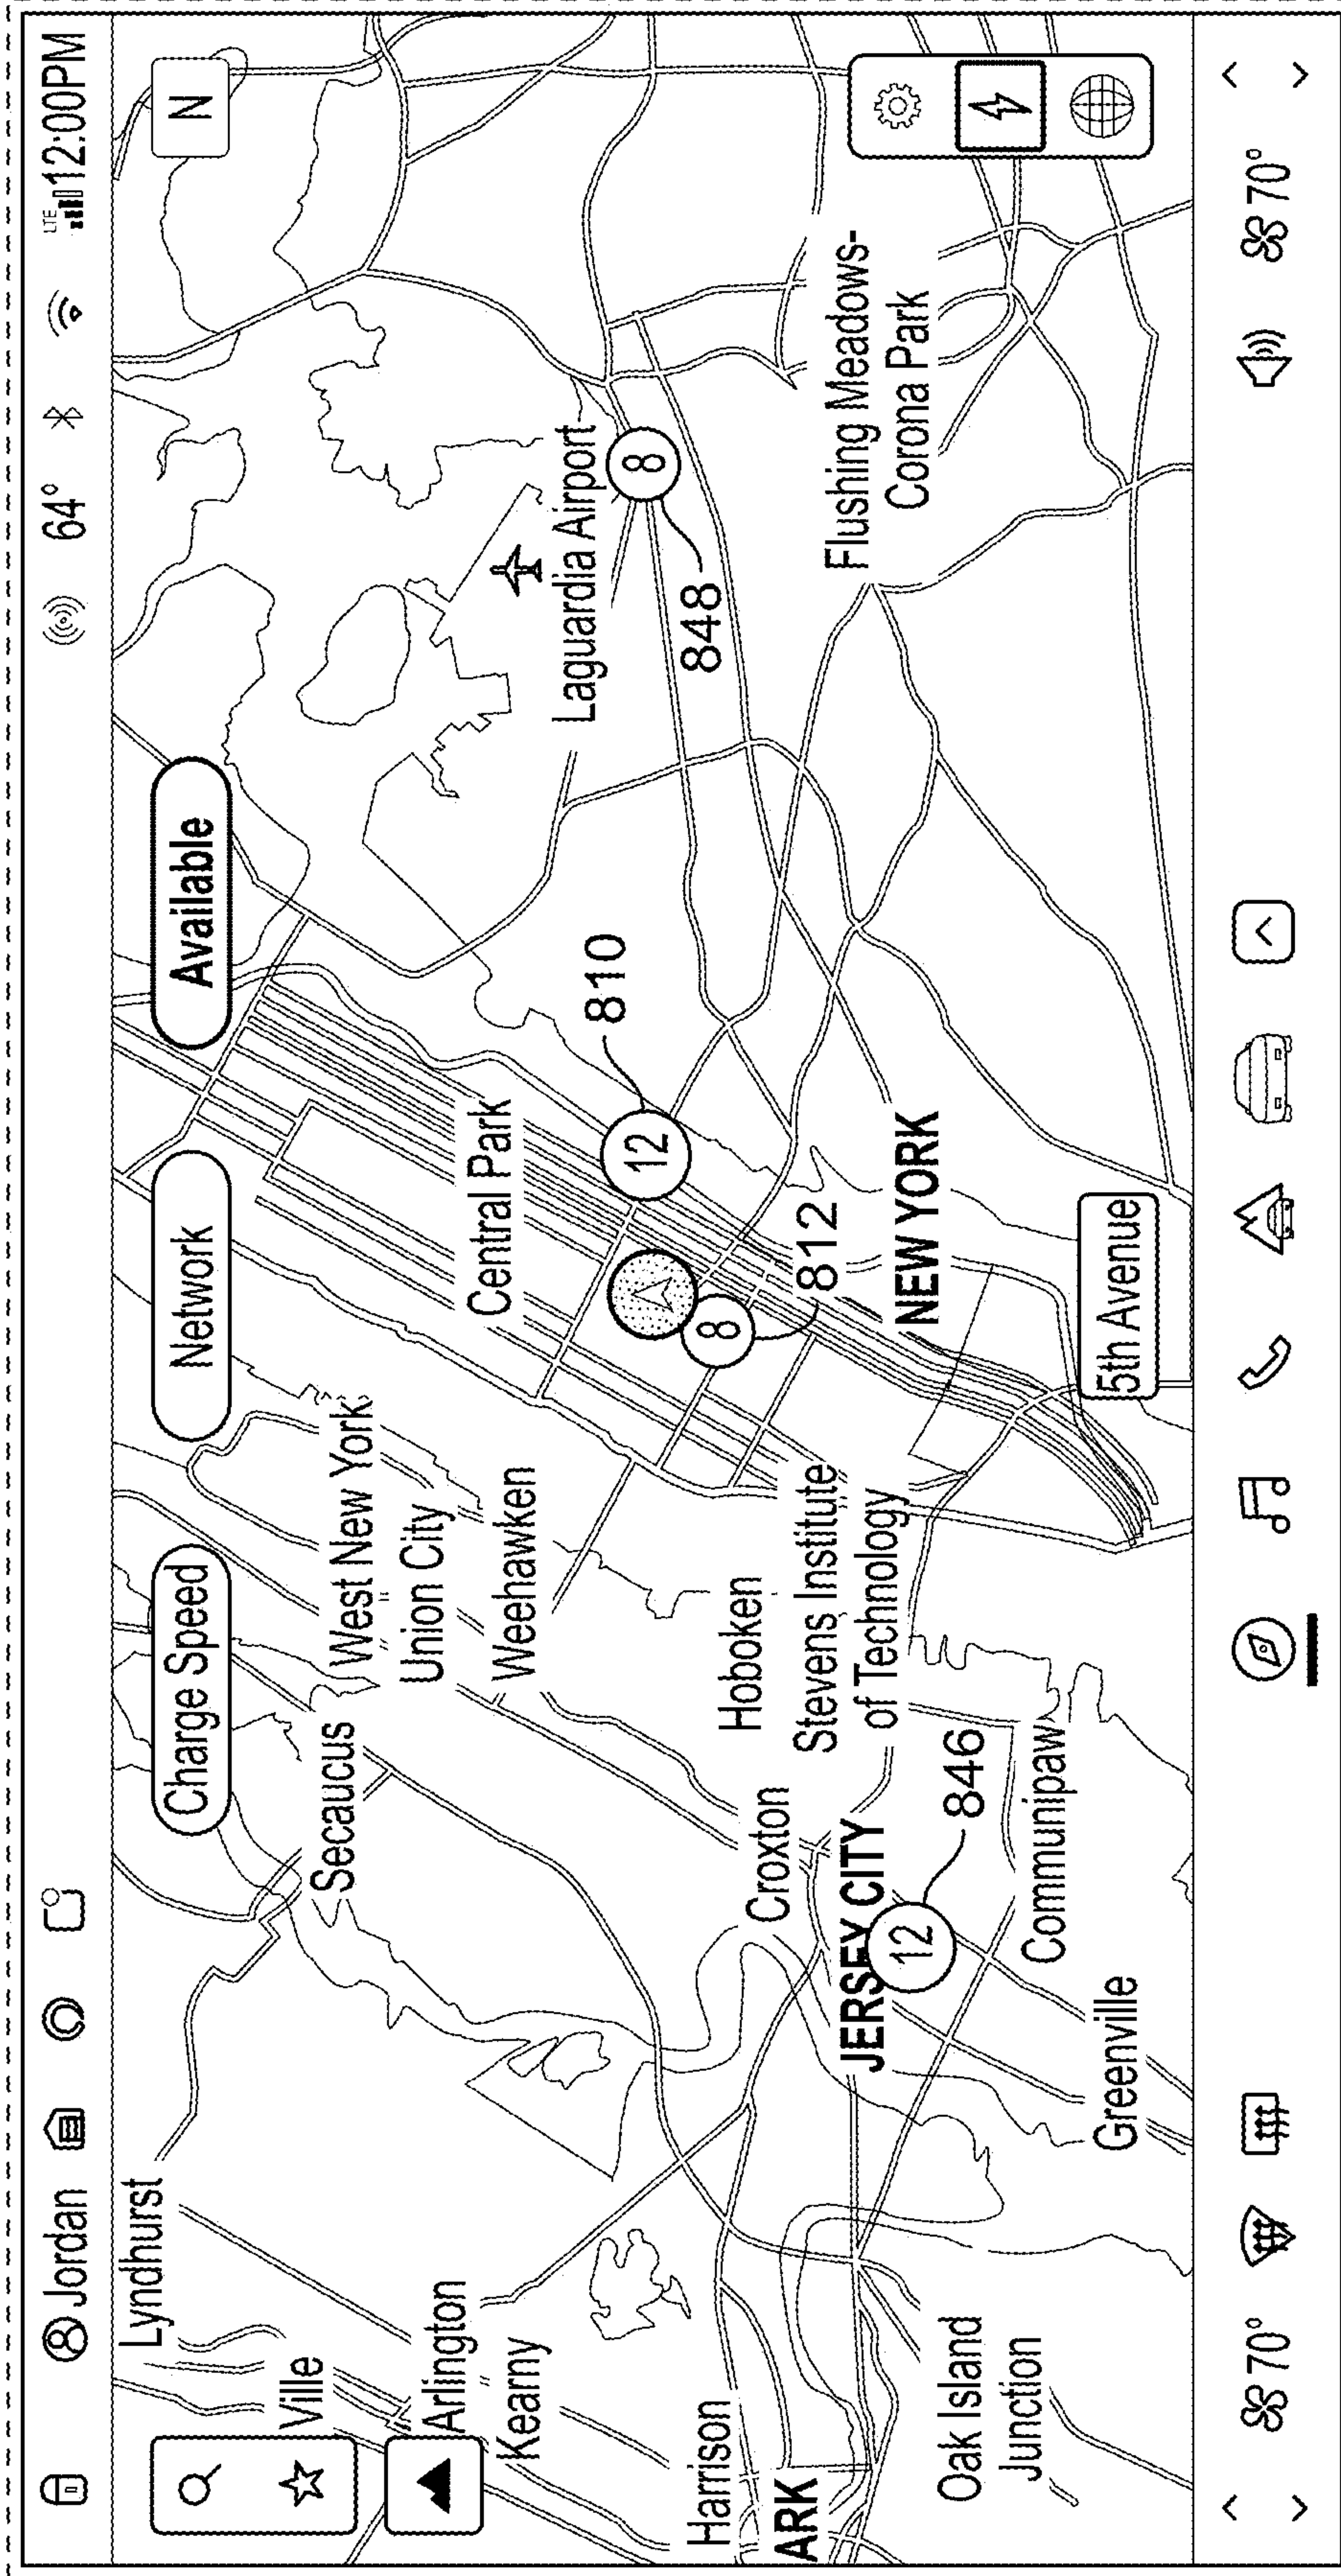 Jordan
64°
LTE
12:00PM
Charge Speed
Network
Available
N
Lyndhurst
Ville
Arlington
Kearny
Secaucus
West New York
Union City
Weehawken
Central Park
810
12
Laguardia Airport
8
848
Harrison
ARK
Croxton
Hoboken
8
812
Stevens Institute
of Technology
Flushing Meadows-
Corona Park
JERSEY CITY
12
846
NEW YORK
Oak Island
Junction
Communipaw
Greenville
5th Avenue
70°
70°